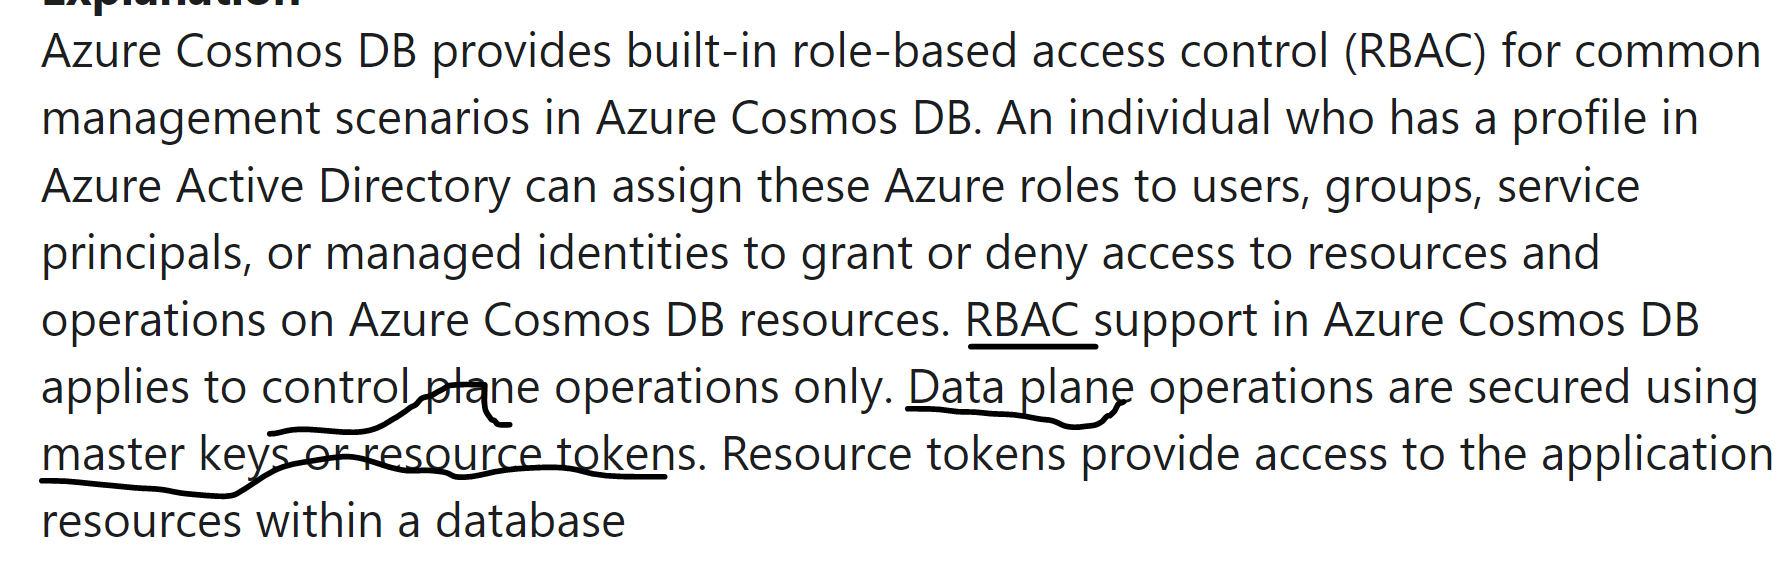 Explanation
Azure Cosmos DB provides built-in role-based access control (RBAC) for common
management scenarios in Azure Cosmos DB. An individual who has a profile in
Azure Active Directory can assign these Azure roles to users, groups, service
principals, or managed identities to grant or deny access to resources and
operations on Azure Cosmos DB resources. RBAC support in Azure Cosmos DB
applies to control plane operations only. Data plane operations are secured using
master keys or resource tokens. Resource tokens provide access to the application
resources within a database